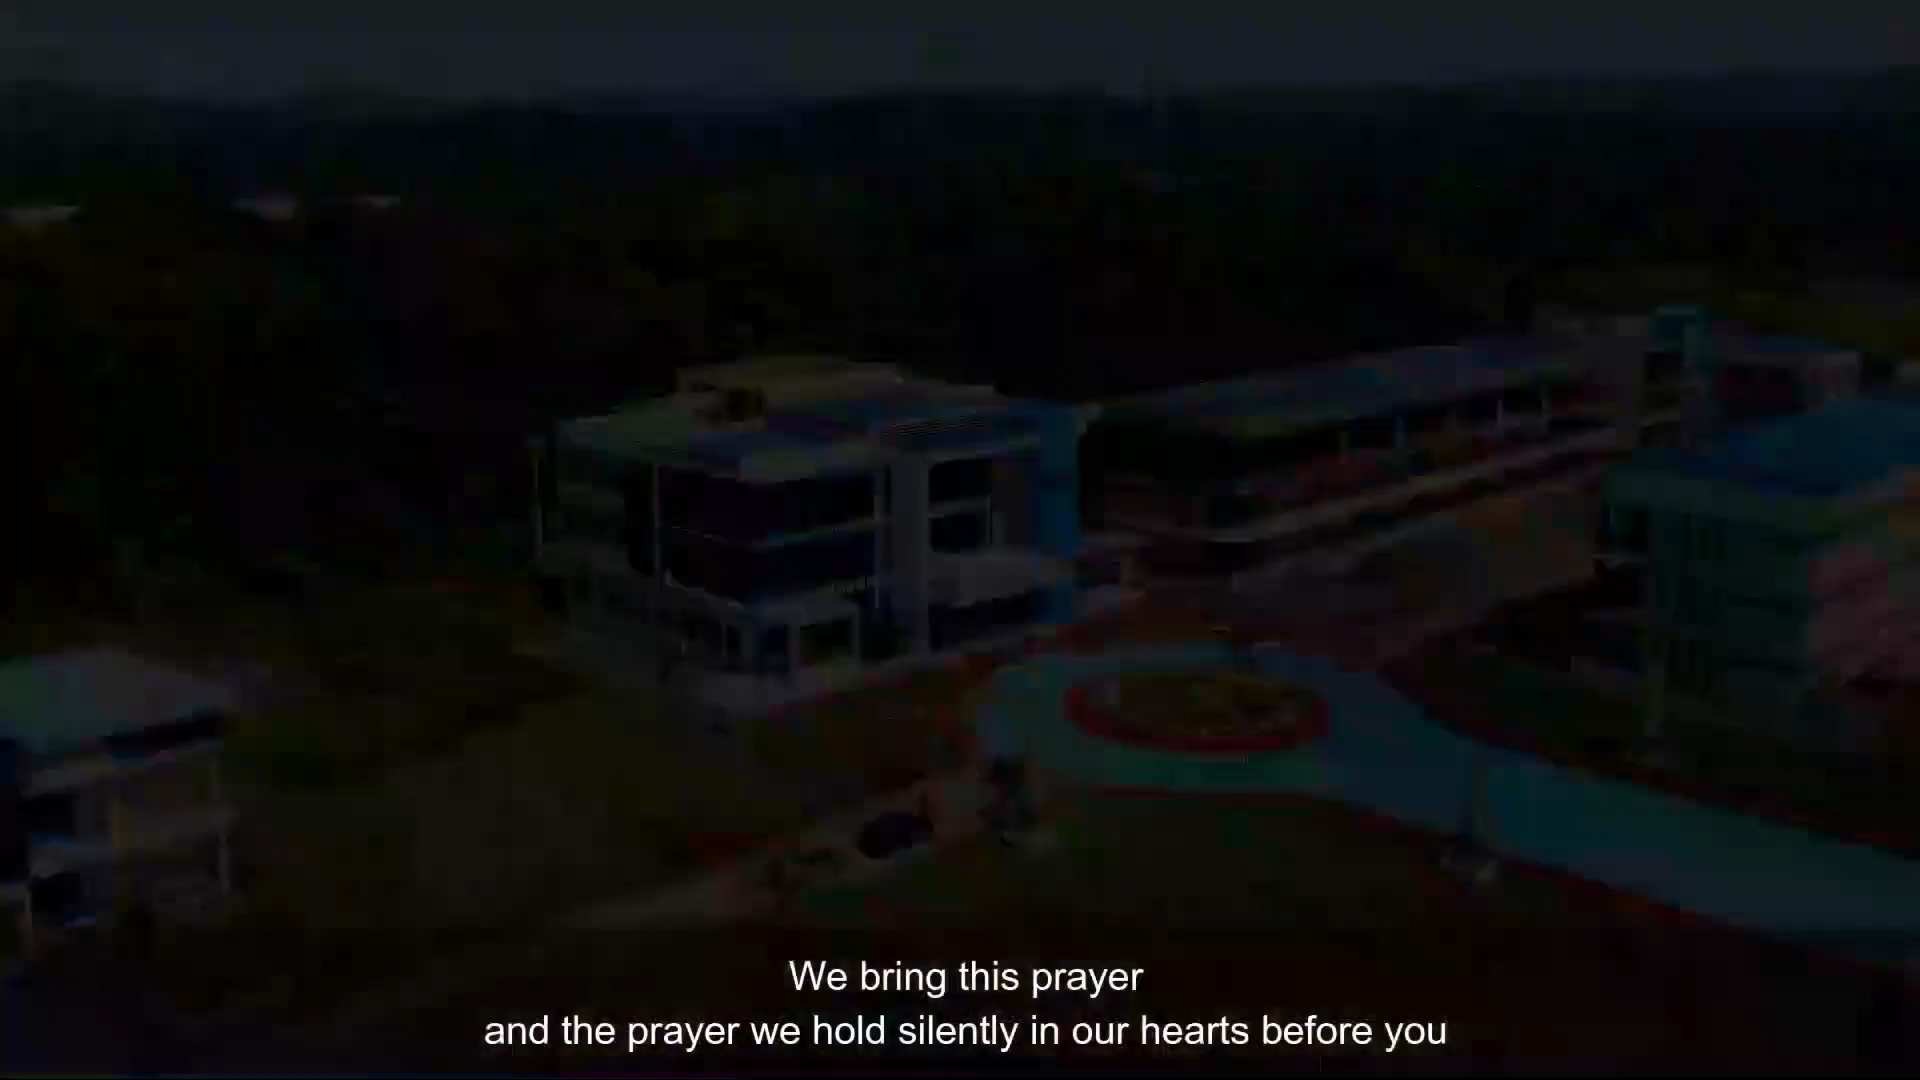 We bring this prayer
and the prayer we hold silently in our hearts before you